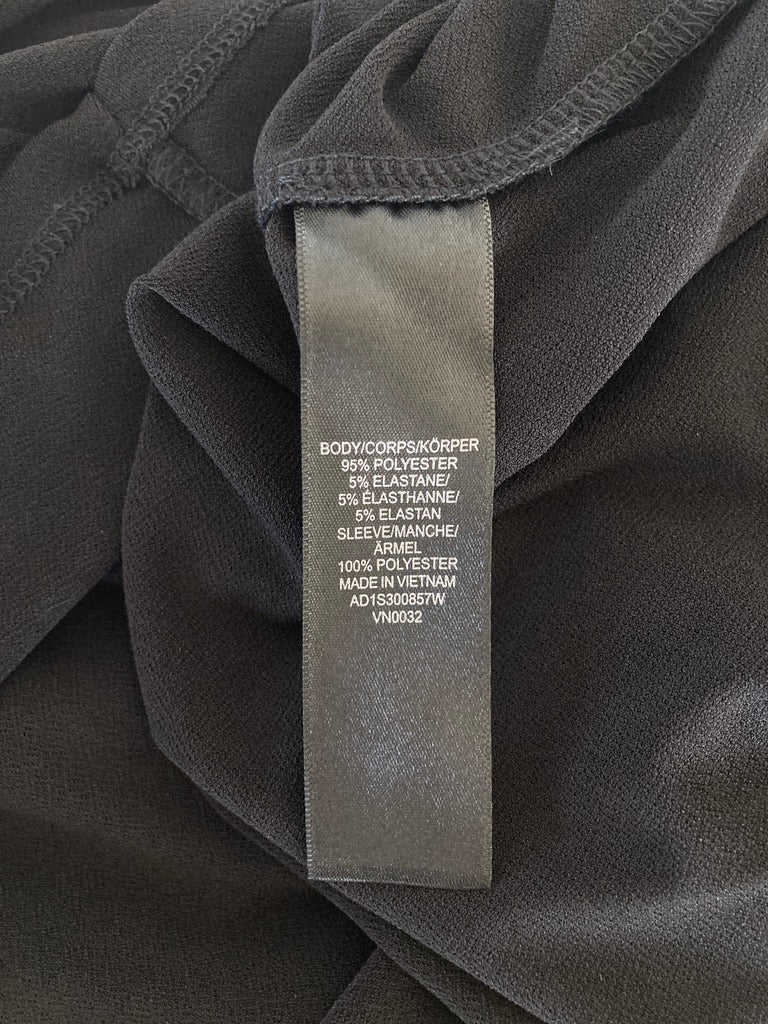 BODY/CORPS/KÖRPER
95% POLYESTER
5% ELASTANE/
5% ÉLASTHANNE/
5% ELASTAN
SLEEVE/MANCHE/
ÄRMEL
100% POLYESTER
MADE IN VIETNAM
AD1S300857W
VN0032